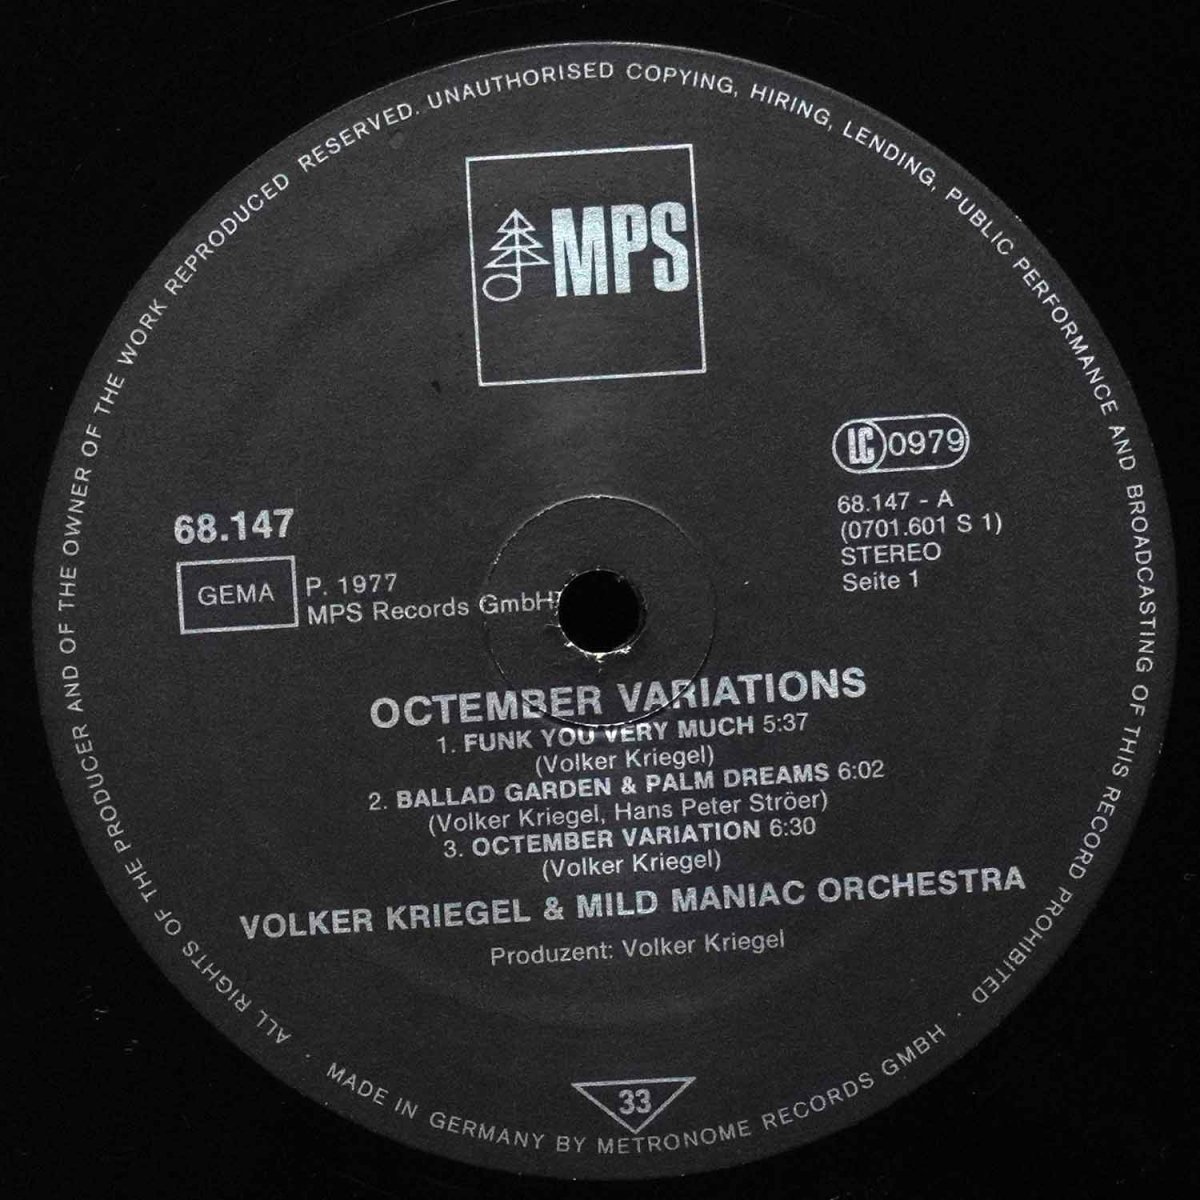 ALL RIGHTS OF THE PRODUCER AND OF THE OWNER OF THE WORK REPRODUCED RESERVED. UNAUTHORISED COPYING, HIRING, LENDING, PUBLIC PERFORMANCE AND BROADCASTING OF THIS RECORD PROHIBITED ·
MPS
LC 0979
68.147
GEMA
P. 1977
MPS Records GmbH
68.147 - A
(0701.601 S 1)
STEREO
Seite 1
OCTEMBER VARIATIONS
1. FUNK YOU VERY MUCH 5:37
(Volker Kriegel)
2. BALLAD GARDEN & PALM DREAMS 6:02
(Volker Kriegel, Hans Peter Ströer)
3. OCTEMBER VARIATION 6:30
(Volker Kriegel)
VOLKER KRIEGEL & MILD MANIAC ORCHESTRA
Produzent: Volker Kriegel
33
· MADE IN GERMANY BY METRONOME RECORDS GMBH